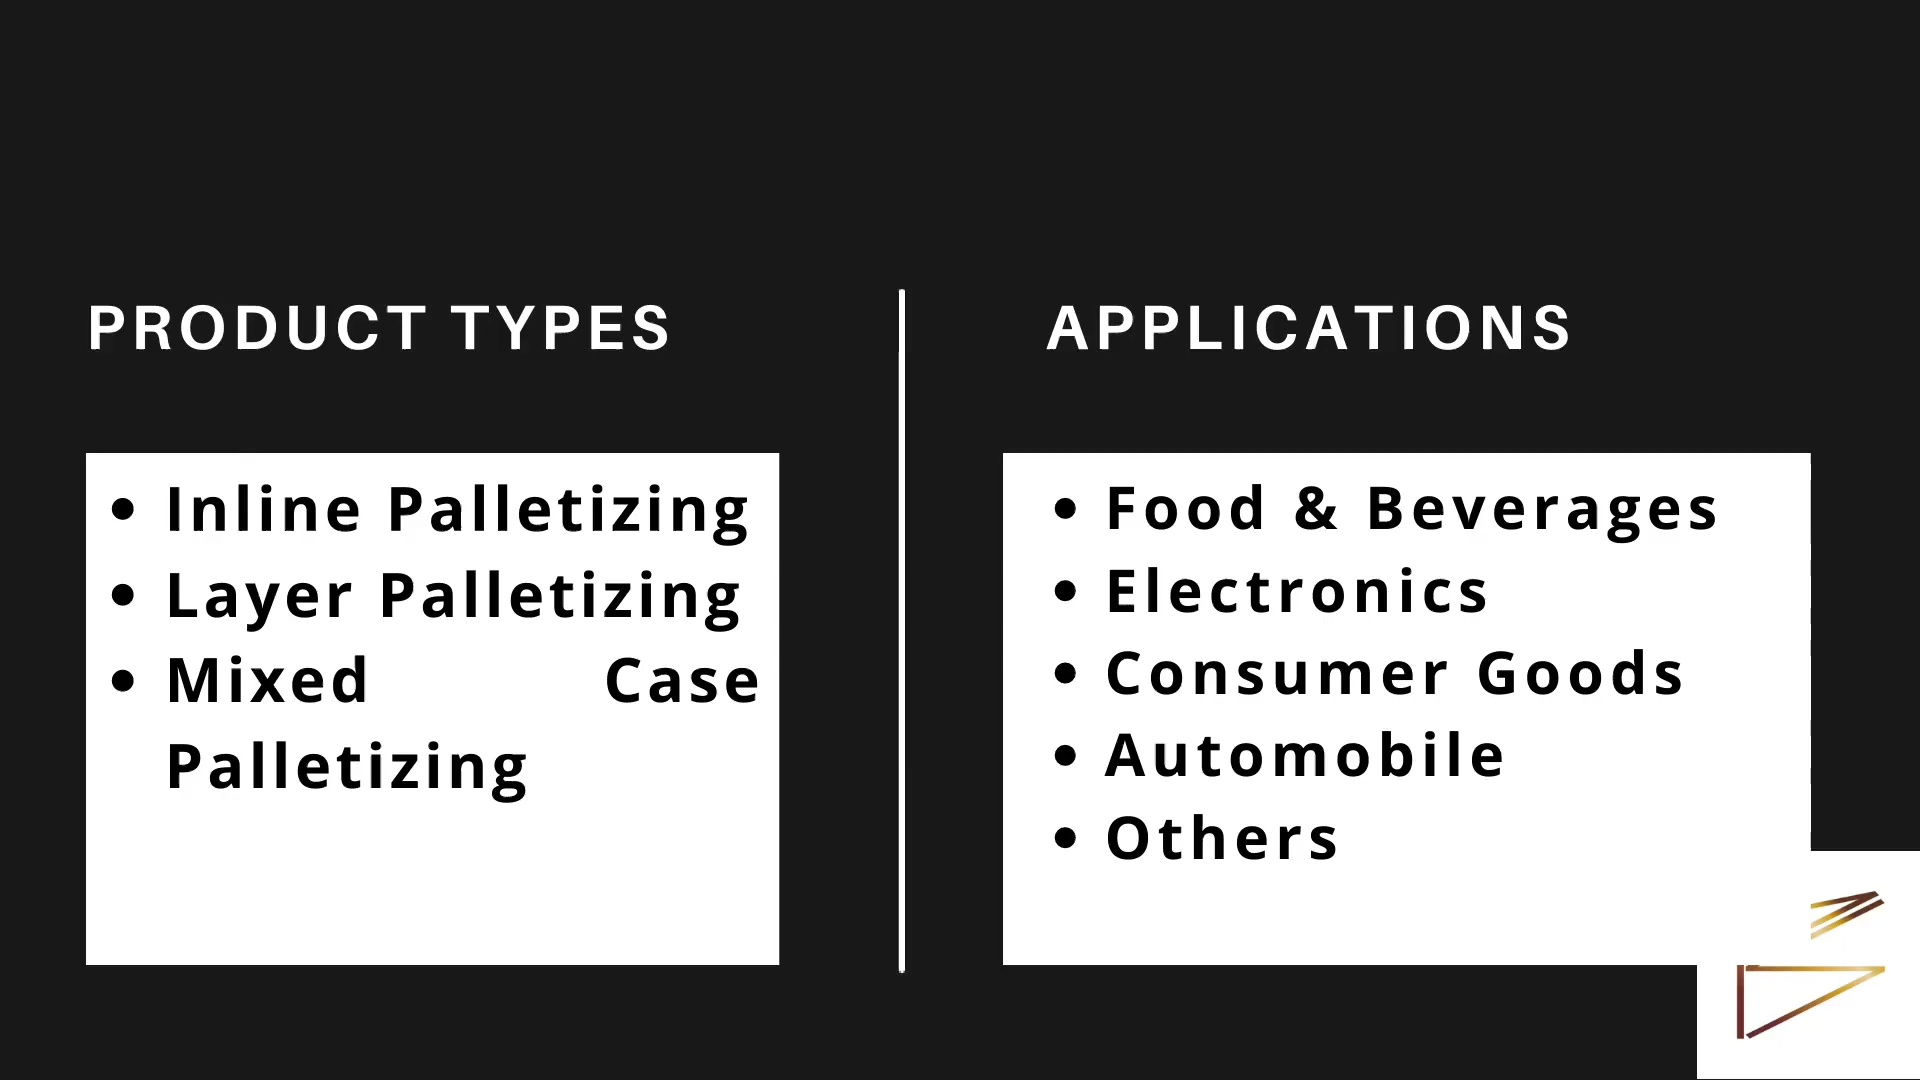 PRODUCT TYPES
Inline Palletizing
Layer Palletizing
Mixed Case
Palletizing
APPLICATIONS
Food & Beverages
Electronics
Consumer Goods
Automobile
Others